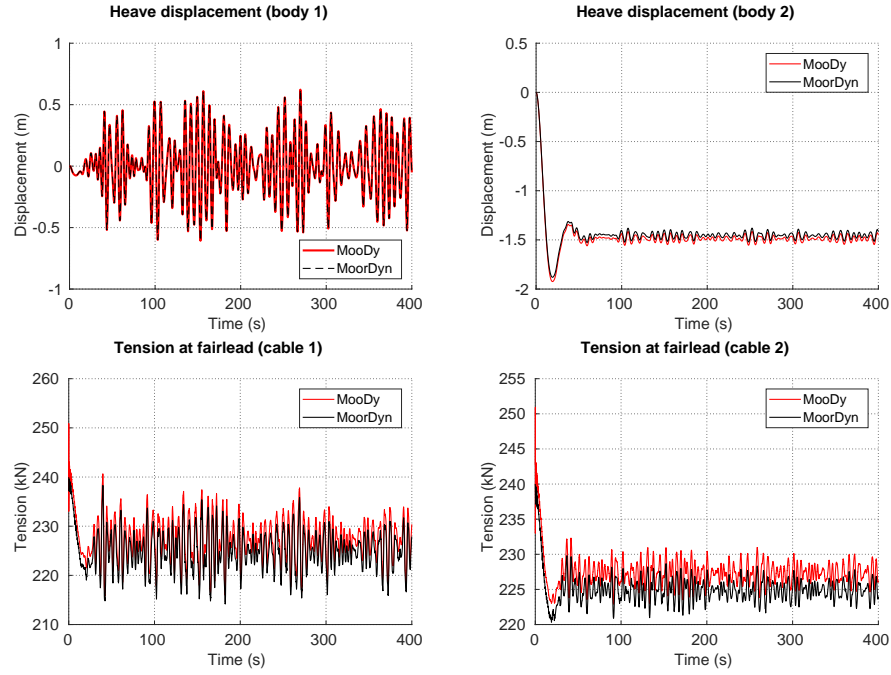 Heave displacement (body 1)
Displacement (m)
1
0.5
0
-0.5
-1
MooDy
MoorDyn
0 100 200 300 400
Time (s)
Heave displacement (body 2)
Displacement (m)
0.5
0
-0.5
-1
-1.5
-2
MooDy
MoorDyn
0 100 200 300 400
Time (s)
Tension at fairlead (cable 1)
Tension (kN)
260
250
240
230
220
210
MooDy
MoorDyn
0 100 200 300 400
Time (s)
Tension at fairlead (cable 2)
Tension (kN)
255
250
245
240
235
230
225
220
MooDy
MoorDyn
0 100 200 300 400
Time (s)